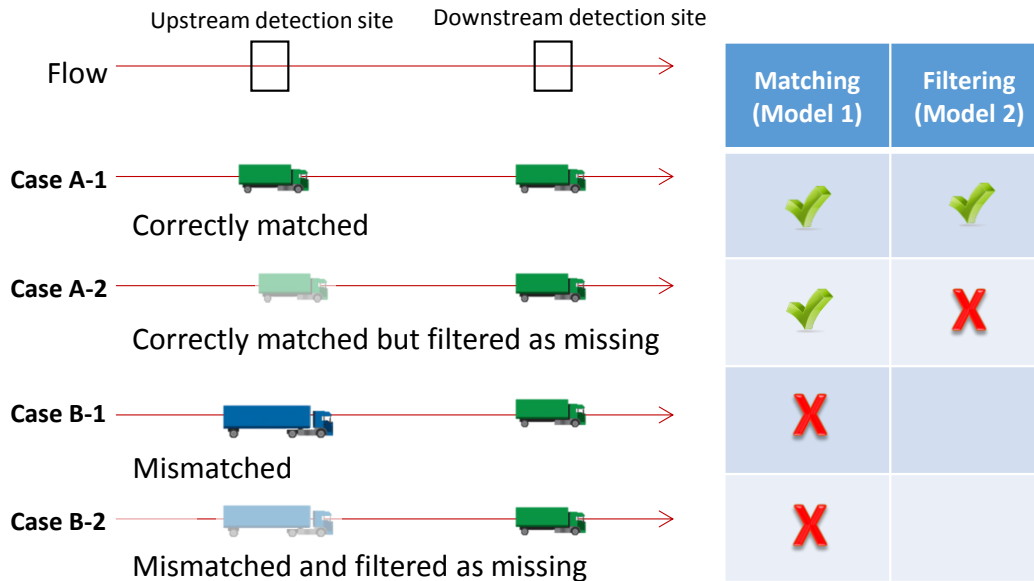 Upstream detection site
Downstream detection site
Flow
Matching
(Model 1)
Filtering
(Model 2)
Case A-1
Correctly matched
Case A-2
Correctly matched but filtered as missing
Case B-1
Mismatched
Case B-2
Mismatched and filtered as missing